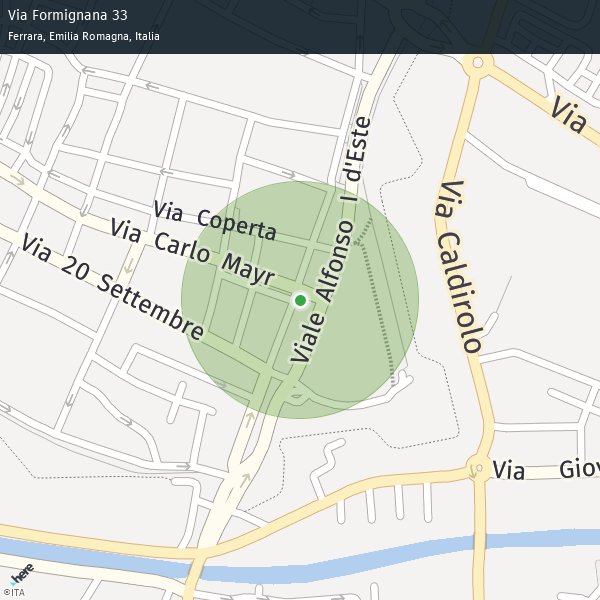 Via Formignana 33
Ferrara, Emilia Romagna, Italia
Via
Viale Alfonso I d'Este
Via Caldirolo
Via Coperta
Via Carlo Mayr
Via 20 Settembre
Via Giov
here
©ITA